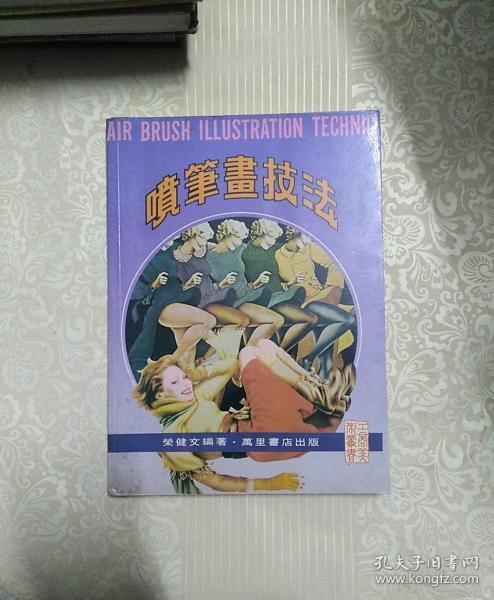 AIR BRUSH ILLUSTRATION TECHNI
噴筆畫技法
榮健文編著·萬里書店出版
工商美
術叢書
孔夫子旧书网
www.kongfz.com